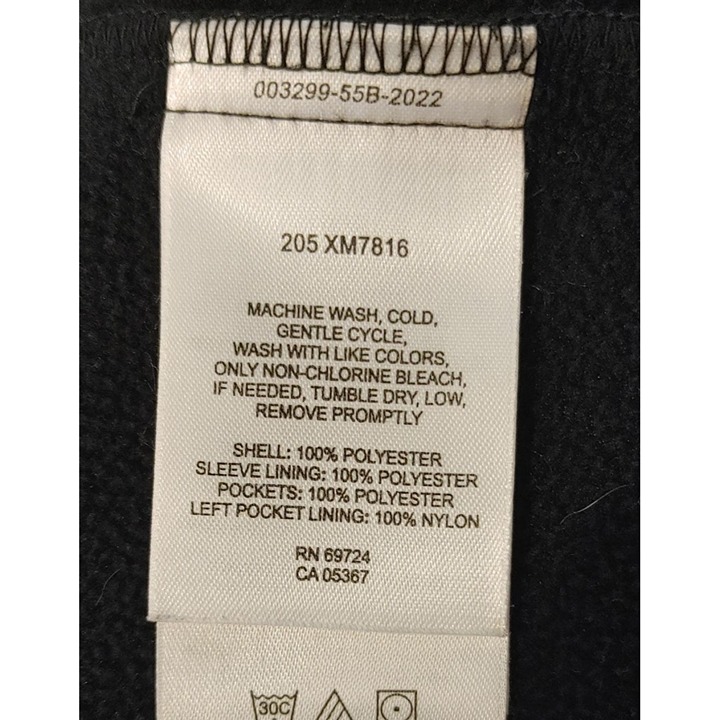 003299-55B-2022
205 XM7816
MACHINE WASH, COLD,
GENTLE CYCLE,
WASH WITH LIKE COLORS,
ONLY NON-CHLORINE BLEACH,
IF NEEDED, TUMBLE DRY, LOW,
REMOVE PROMPTLY
SHELL: 100% POLYESTER
SLEEVE LINING: 100% POLYESTER
POCKETS: 100% POLYESTER
LEFT POCKET LINING: 100% NYLON
RN 69724
CA 05367
30C